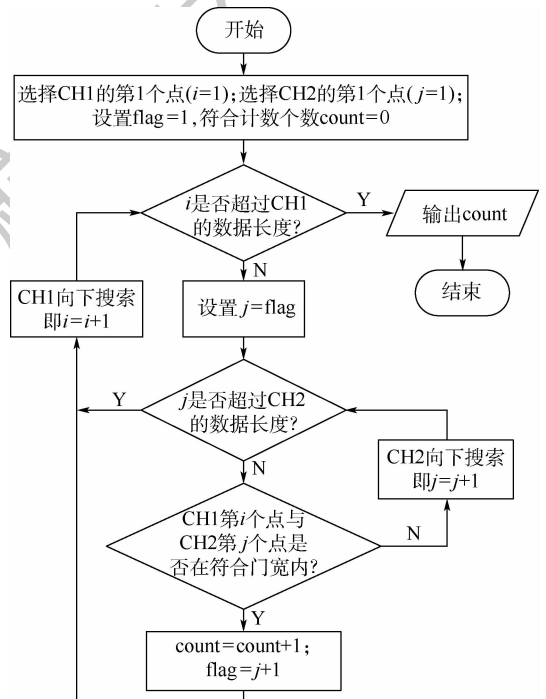 开始
选择CH1的第1个点(i=1);选择CH2的第1个点(j=1);
设置flag=1,符合计数个数count=0
i是否超过CH1
的数据长度?
Y
输出count
结束
N
CH1向下搜索
即i=i+1
设置j=flag
Y
j是否超过CH2
的数据长度?
N
CH2向下搜索
即j=j+1
CH1第i个点与
CH2第j个点是
否在符合门宽内?
N
Y
count=count+1;
flag=j+1